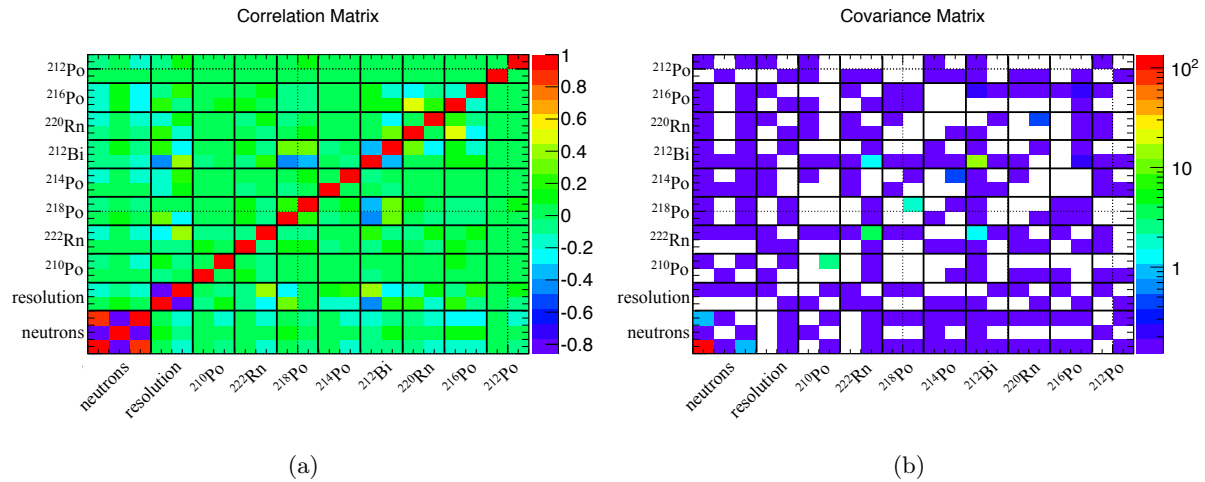 Correlation Matrix
²¹²Po
²¹⁶Po
²²⁰Rn
²¹²Bi
²¹⁴Po
²¹⁸Po
²²²Rn
²¹⁰Po
resolution
neutrons
neutrons
resolution
²¹⁰Po
²²²Rn
²¹⁸Po
²¹⁴Po
²¹²Bi
²²⁰Rn
²¹⁶Po
²¹²Po
1
0.8
0.6
0.4
0.2
0
-0.2
-0.4
-0.6
-0.8
(a)
Covariance Matrix
²¹²Po
²¹⁶Po
²²⁰Rn
²¹²Bi
²¹⁴Po
²¹⁸Po
²²²Rn
²¹⁰Po
resolution
neutrons
neutrons
resolution
²¹⁰Po
²²²Rn
²¹⁸Po
²¹⁴Po
²¹²Bi
²²⁰Rn
²¹⁶Po
²¹²Po
10²
10
1
(b)